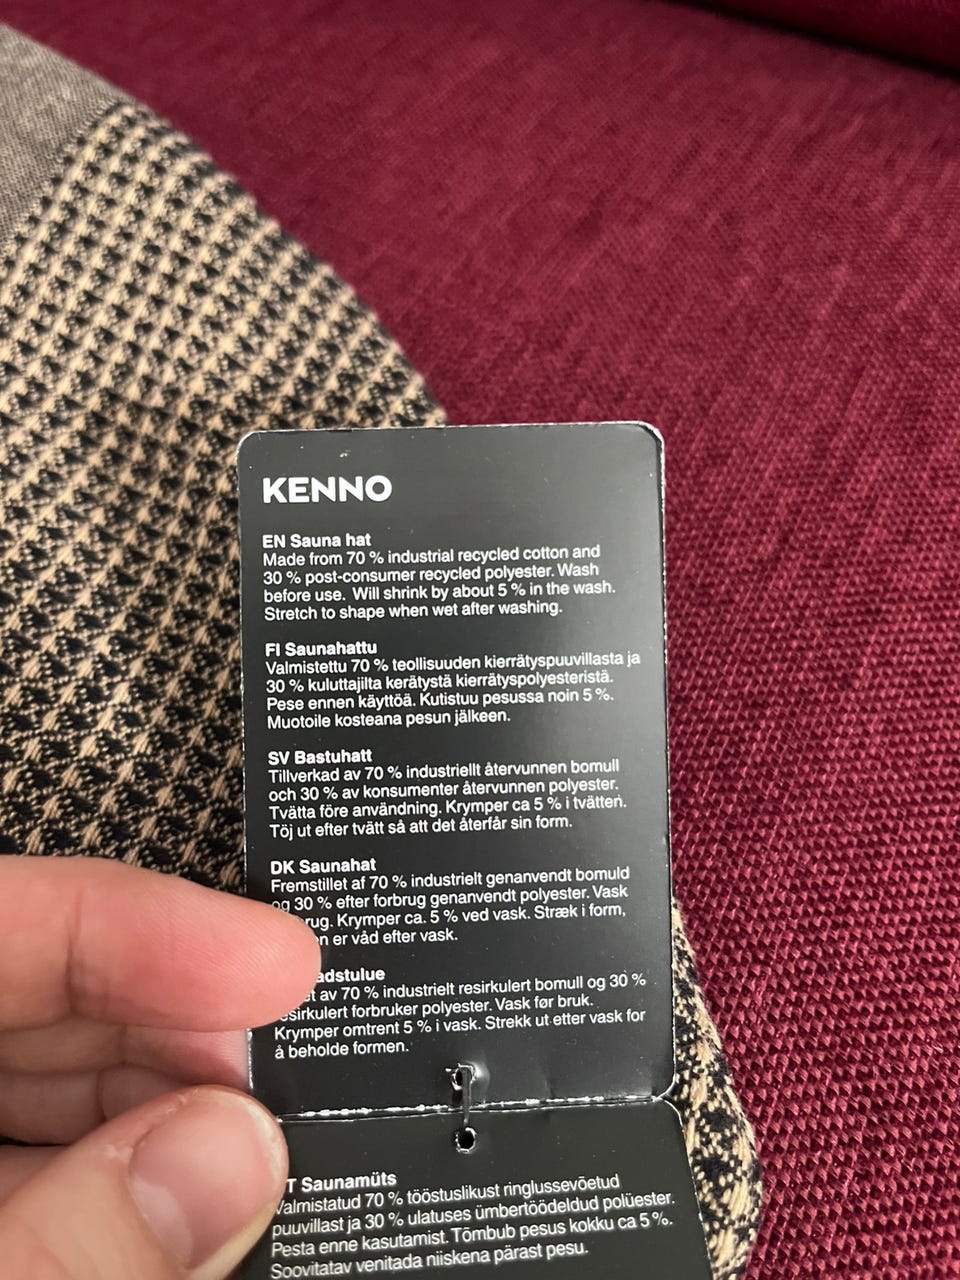 KENNO
EN Sauna hat
Made from 70 % industrial recycled cotton and
30 % post-consumer recycled polyester. Wash
before use. Will shrink by about 5 % in the wash.
Stretch to shape when wet after washing.
FI Saunahattu
Valmistettu 70 % teollisuuden kierrätyspuuvillasta ja
30 % kuluttajilta kerätystä kierrätyspolyesteristä.
Pese ennen käyttöä. Kutistuu pesussa noin 5 %.
Muotoile kosteana pesun jälkeen.
SV Bastuhatt
Tillverkad av 70 % industriellt återvunnen bomull
och 30 % av konsumenter återvunnen polyester.
Tvätta före användning. Krymper ca 5 % i tvätten.
Töj ut efter tvätt så att det återfår sin form.
DK Saunahat
Fremstillet af 70 % industrielt genanvendt bomuld
og 30 % efter forbrug genanvendt polyester. Vask
Krymper ca. 5 % ved vask. Stræk i form,
er våd efter vask.
av 70 % industrielt resirkulert bomull og 30 %
forbruker polyester. Vask før bruk.
Krymper omtrent 5 % i vask. Strekk ut etter vask for
å beholde formen.
Saunamüts
Valmistatud 70 % tööstuslikust ringlussevõetud
puuvillast ja 30 % ulatuses ümbertöödeldud polüester.
Pesta enne kasutamist. Tõmbub pesus kokku ca 5 %.
Soovitatav venitada niiskena pärast pesu.